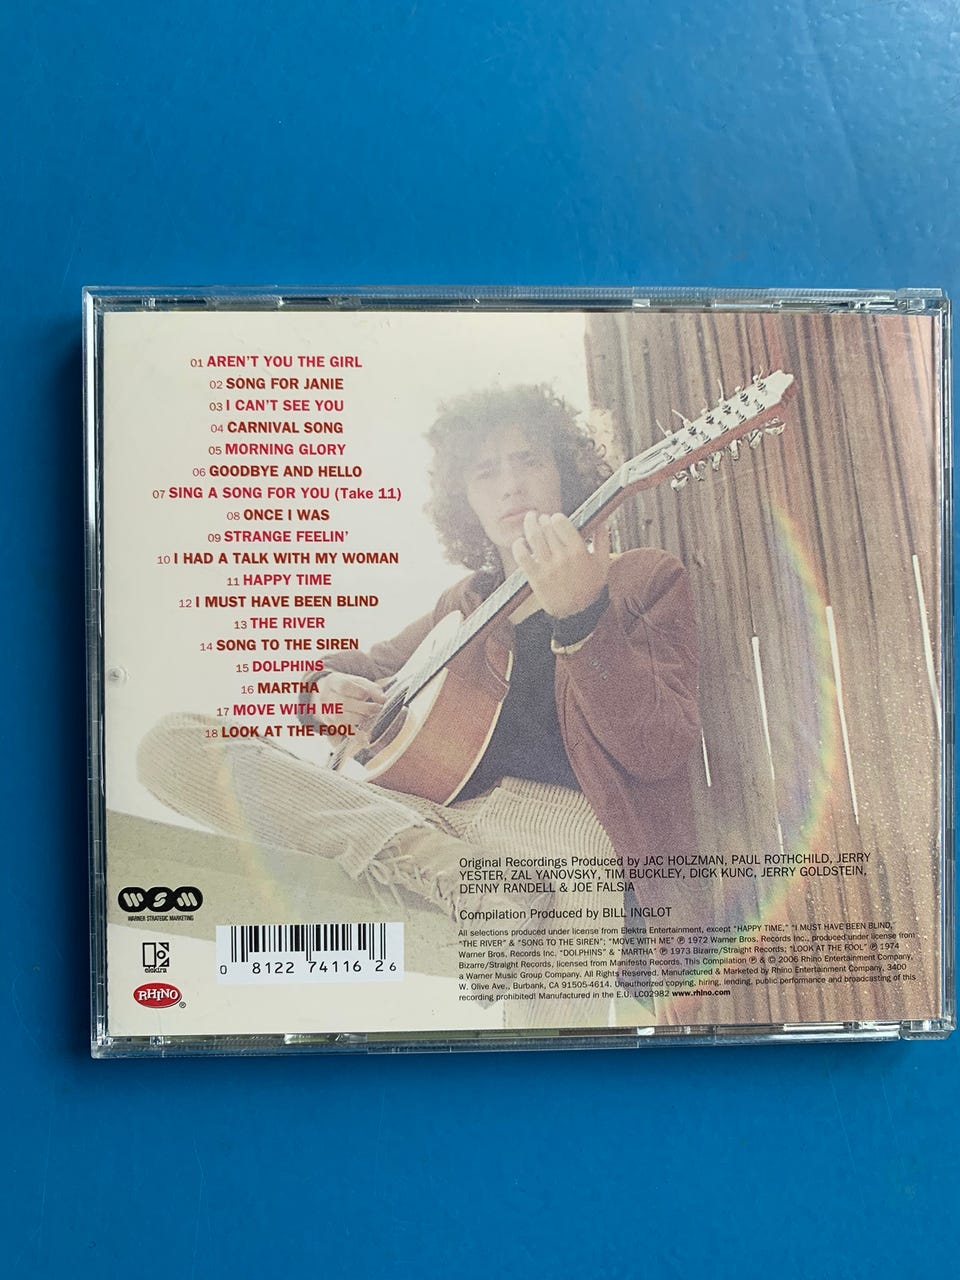 01 AREN'T YOU THE GIRL
02 SONG FOR JANIE
03 I CAN'T SEE YOU
04 CARNIVAL SONG
05 MORNING GLORY
06 GOODBYE AND HELLO
07 SING A SONG FOR YOU (Take 11)
08 ONCE I WAS
09 STRANGE FEELIN'
10 I HAD A TALK WITH MY WOMAN
11 HAPPY TIME
12 I MUST HAVE BEEN BLIND
13 THE RIVER
14 SONG TO THE SIREN
15 DOLPHINS
16 MARTHA
17 MOVE WITH ME
18 LOOK AT THE FOOL
Original Recordings Produced by JAC HOLZMAN, PAUL ROTHCHILD, JERRY
YESTER, ZAL YANOVSKY, TIM BUCKLEY, DICK KUNC, JERRY GOLDSTEIN,
DENNY RANDELL & JOE FALSIA
Compilation Produced by BILL INGLOT
All selections produced under license from Elektra Entertainment, except "HAPPY TIME," "I MUST HAVE BEEN BLIND,"
"THE RIVER" & "SONG TO THE SIREN"; "MOVE WITH ME" ℗ 1972 Warner Bros. Records Inc., produced under license from
Warner Bros. Records Inc. "DOLPHINS" & "MARTHA" ℗ 1973 Bizarre/Straight Records; "LOOK AT THE FOOL" ℗ 1974
Bizarre/Straight Records, licensed from Manifesto Records. This Compilation ℗ & © 2006 Rhino Entertainment Company,
a Warner Music Group Company. All Rights Reserved. Manufactured & Marketed by Rhino Entertainment Company, 3400
W. Olive Ave., Burbank, CA 91505-4614. Unauthorized copying, hiring, lending, public performance and broadcasting of this
recording prohibited! Manufactured in the E.U. LC02982 www.rhino.com
WSM
WARNER STRATEGIC MARKETING
elektra
RHINO ®
0 8122 74116 2 6